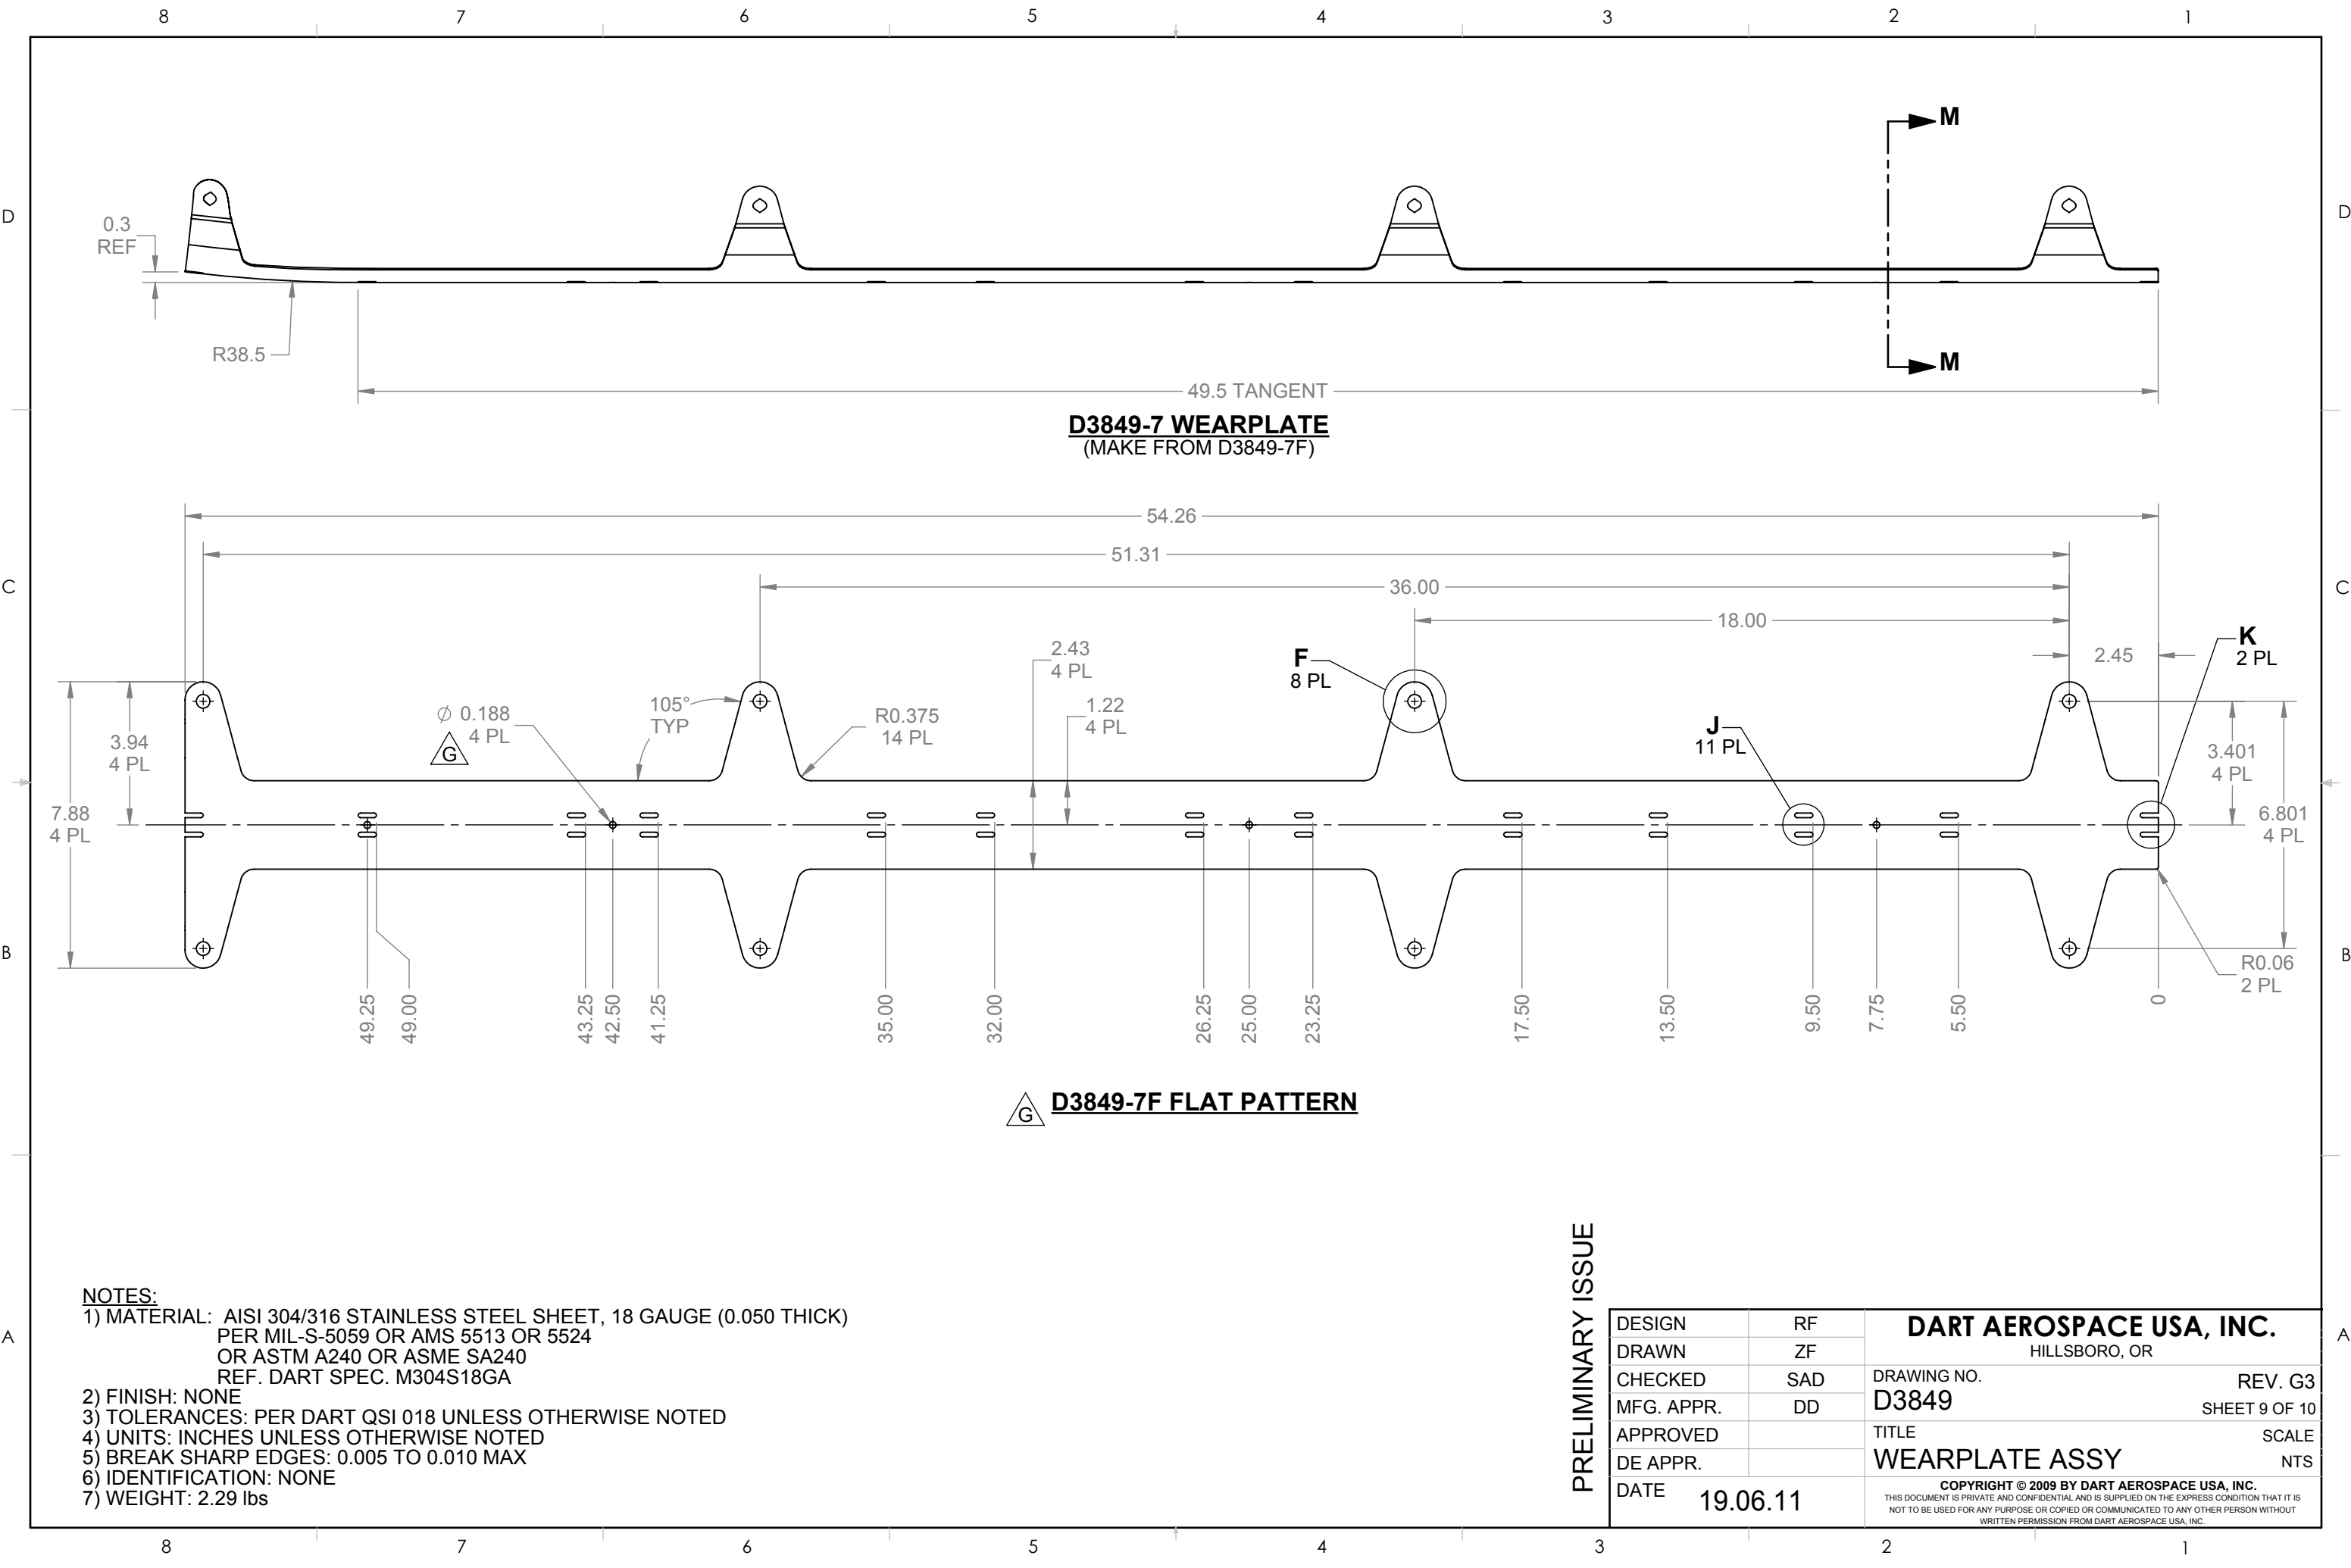 8 7 6 5 4 3 2 1
D
D
C
C
B
B
A
A
M
M
0.3
REF
R38.5
49.5 TANGENT
D3849-7 WEARPLATE
(MAKE FROM D3849-7F)
54.26
51.31
36.00
18.00
2.45
K
2 PL
F
8 PL
2.43
4 PL
1.22
4 PL
105°
TYP
R0.375
14 PL
∅ 0.188
4 PL
G
J
11 PL
3.94
4 PL
7.88
4 PL
3.401
4 PL
6.801
4 PL
R0.06
2 PL
49.25
49.00
43.25
42.50
41.25
35.00
32.00
26.25
25.00
23.25
17.50
13.50
9.50
7.75
5.50
0
G
D3849-7F FLAT PATTERN
NOTES:
1) MATERIAL: AISI 304/316 STAINLESS STEEL SHEET, 18 GAUGE (0.050 THICK)
PER MIL-S-5059 OR AMS 5513 OR 5524
OR ASTM A240 OR ASME SA240
REF. DART SPEC. M304S18GA
2) FINISH: NONE
3) TOLERANCES: PER DART QSI 018 UNLESS OTHERWISE NOTED
4) UNITS: INCHES UNLESS OTHERWISE NOTED
5) BREAK SHARP EDGES: 0.005 TO 0.010 MAX
6) IDENTIFICATION: NONE
7) WEIGHT: 2.29 lbs
PRELIMINARY ISSUE
DESIGN RF
DRAWN ZF
CHECKED SAD
MFG. APPR. DD
APPROVED
DE APPR.
DATE 19.06.11
DART AEROSPACE USA, INC.
HILLSBORO, OR
DRAWING NO.
D3849
REV. G3
SHEET 9 OF 10
TITLE
WEARPLATE ASSY
SCALE
NTS
COPYRIGHT © 2009 BY DART AEROSPACE USA, INC.
THIS DOCUMENT IS PRIVATE AND CONFIDENTIAL AND IS SUPPLIED ON THE EXPRESS CONDITION THAT IT IS
NOT TO BE USED FOR ANY PURPOSE OR COPIED OR COMMUNICATED TO ANY OTHER PERSON WITHOUT
WRITTEN PERMISSION FROM DART AEROSPACE USA, INC.
8 7 6 5 4 3 2 1